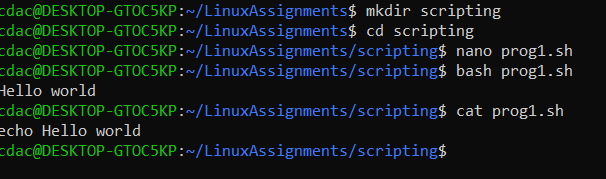 cdac@DESKTOP-GTOC5KP:~/LinuxAssignments$ mkdir scripting
cdac@DESKTOP-GTOC5KP:~/LinuxAssignments$ cd scripting
cdac@DESKTOP-GTOC5KP:~/LinuxAssignments/scripting$ nano prog1.sh
cdac@DESKTOP-GTOC5KP:~/LinuxAssignments/scripting$ bash prog1.sh
Hello world
cdac@DESKTOP-GTOC5KP:~/LinuxAssignments/scripting$ cat prog1.sh
echo Hello world
cdac@DESKTOP-GTOC5KP:~/LinuxAssignments/scripting$